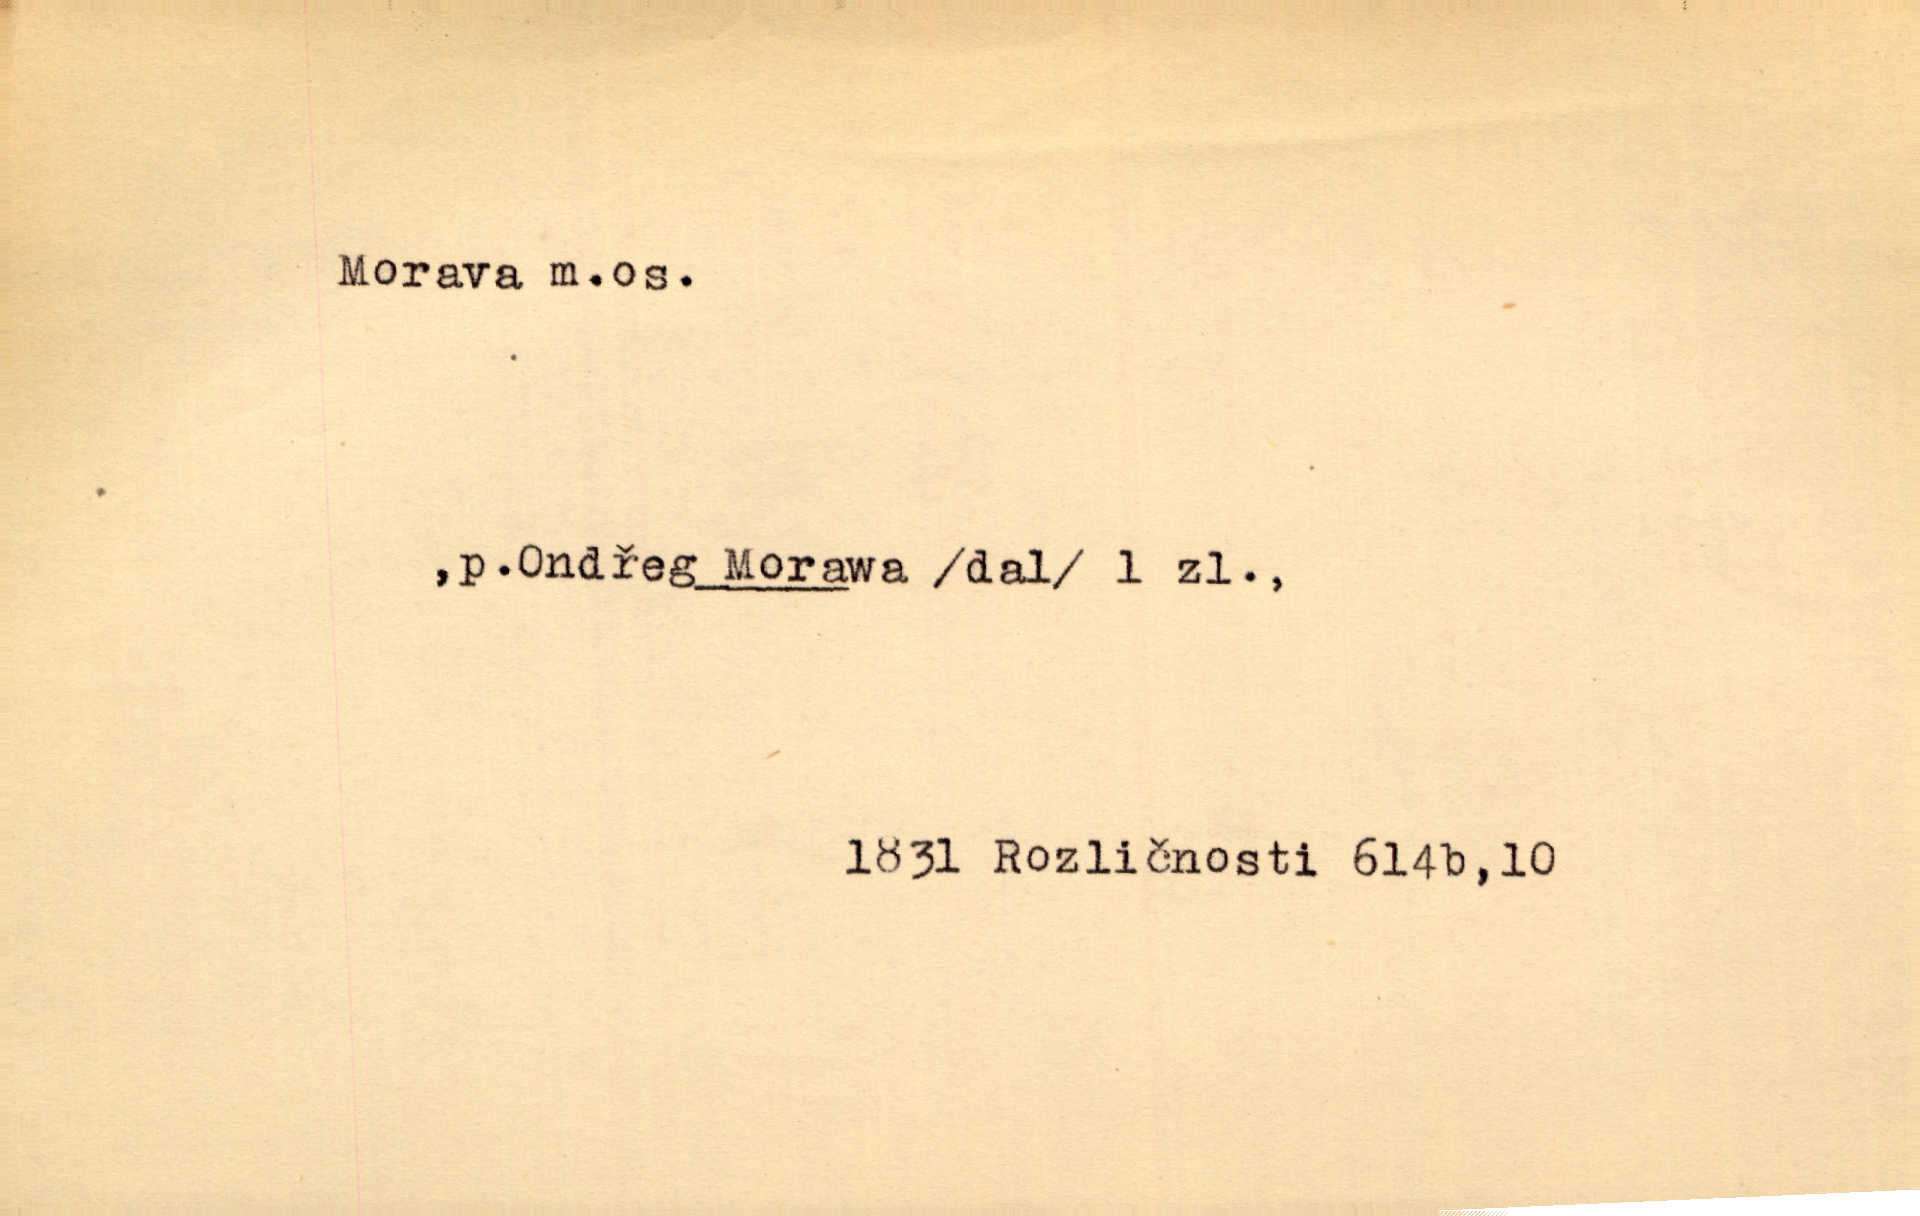 Morava m.os.
,p.Ondřeg Morawa /dal/ 1 zl.,
1831 Rozličnosti 614b,10